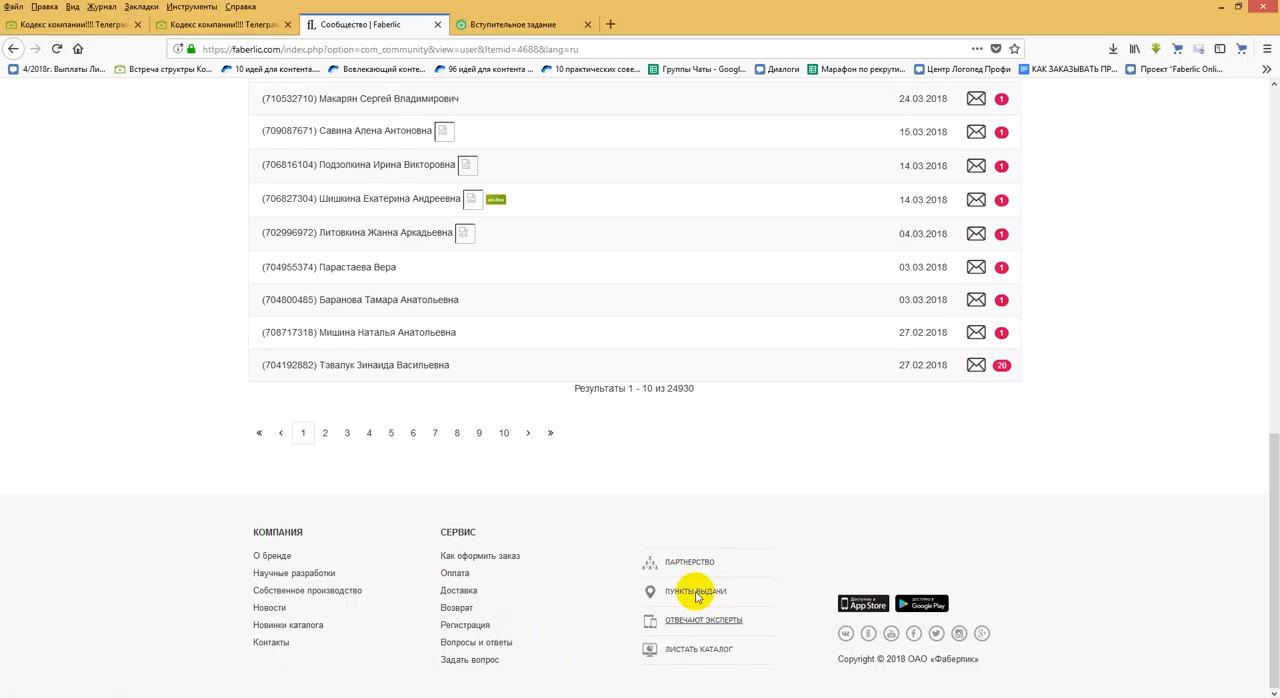 Файл Правка Вид Журнал Закладки Инструменты Справка
Кодекс компании!!!! Телеграм Кодекс компании!!!! Телеграм Сообщество | Faberlic Вступительное задание
https://faberlic.com/index.php?option=com_community&view=user&Itemid=4688&lang=ru
4/2018г. Выплаты Ли... Встреча структры Ко... 10 идей для контента.... Вовлекающий конте... 96 идей для контента ... 10 практических сове... Группы Чаты - Googl... Диалоги Марафон по рекрути... Центр Логопед Профи КАК ЗАКАЗЫВАТЬ ПР... Проект "Faberlic Onli...
(710532710) Макарян Сергей Владимирович 24.03.2018 1
(709087671) Савина Алена Антоновна 15.03.2018 1
(706816104) Подзолкина Ирина Викторовна 14.03.2018 1
(706827304) Шишкина Екатерина Андреевна 14.03.2018 1
(702996972) Литовкина Жанна Аркадьевна 04.03.2018 1
(704955374) Парастаева Вера 03.03.2018 1
(704800485) Баранова Тамара Анатольевна 03.03.2018 1
(708717318) Мишина Наталья Анатольевна 27.02.2018 1
(704192882) Тэвалук Зинаида Васильевна 27.02.2018 20
Результаты 1 - 10 из 24930
« ‹ 1 2 3 4 5 6 7 8 9 10 › »
КОМПАНИЯ
О бренде
Научные разработки
Собственное производство
Новости
Новинки каталога
Контакты
СЕРВИС
Как оформить заказ
Оплата
Доставка
Возврат
Регистрация
Вопросы и ответы
Задать вопрос
ПАРТНЕРСТВО
ПУНКТЫ ВЫДАЧИ
ОТВЕЧАЮТ ЭКСПЕРТЫ
ЛИСТАТЬ КАТАЛОГ
Доступно в App Store ДОСТУПНО В Google Play
Copyright © 2018 ОАО «Фаберлик»